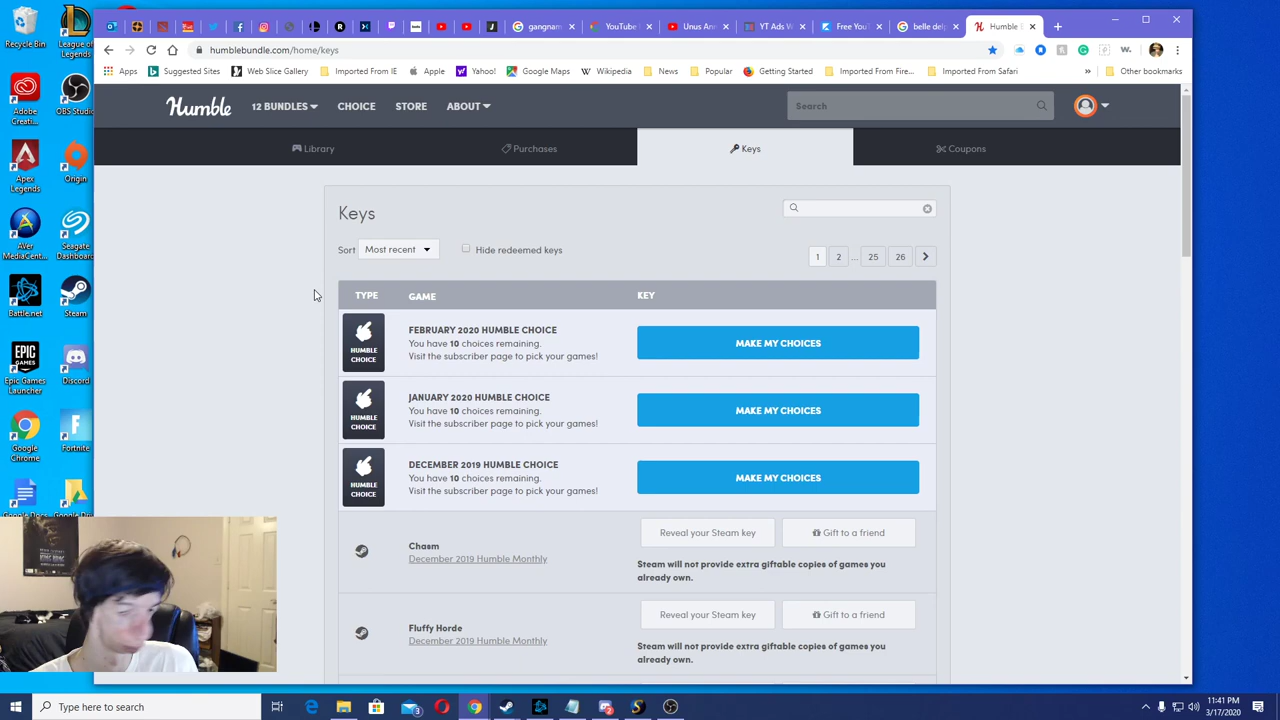 Recycle Bin
League of Legends
Adobe Creati...
OBS Studio
Apex Legends
Origin
AVer MediaCent...
Seagate Dashboard
Battle.net
Steam
Epic Games Launcher
Discord
Google Chrome
Fortnite
Google Docs
gangnam
YouTube
Unus An
YT Ads W
Free You
belle del
Humble
humblebundle.com/home/keys
Apps
Suggested Sites
Web Slice Gallery
Imported From IE
Apple
Yahoo!
Google Maps
Wikipedia
News
Popular
Getting Started
Imported From Fire...
Imported From Safari
»
Other bookmarks
Humble
12 BUNDLES
CHOICE
STORE
ABOUT
Search
Library
Purchases
Keys
Coupons
Keys
Sort
Most recent
Hide redeemed keys
1 2 ... 25 26
TYPE GAME KEY
HUMBLE CHOICE
FEBRUARY 2020 HUMBLE CHOICE
You have 10 choices remaining.
Visit the subscriber page to pick your games!
MAKE MY CHOICES
HUMBLE CHOICE
JANUARY 2020 HUMBLE CHOICE
You have 10 choices remaining.
Visit the subscriber page to pick your games!
MAKE MY CHOICES
HUMBLE CHOICE
DECEMBER 2019 HUMBLE CHOICE
You have 10 choices remaining.
Visit the subscriber page to pick your games!
MAKE MY CHOICES
Chasm
December 2019 Humble Monthly
Reveal your Steam key
Gift to a friend
Steam will not provide extra giftable copies of games you
already own.
Fluffy Horde
December 2019 Humble Monthly
Reveal your Steam key
Gift to a friend
Steam will not provide extra giftable copies of games you
already own.
Type here to search
11:41 PM
3/17/2020